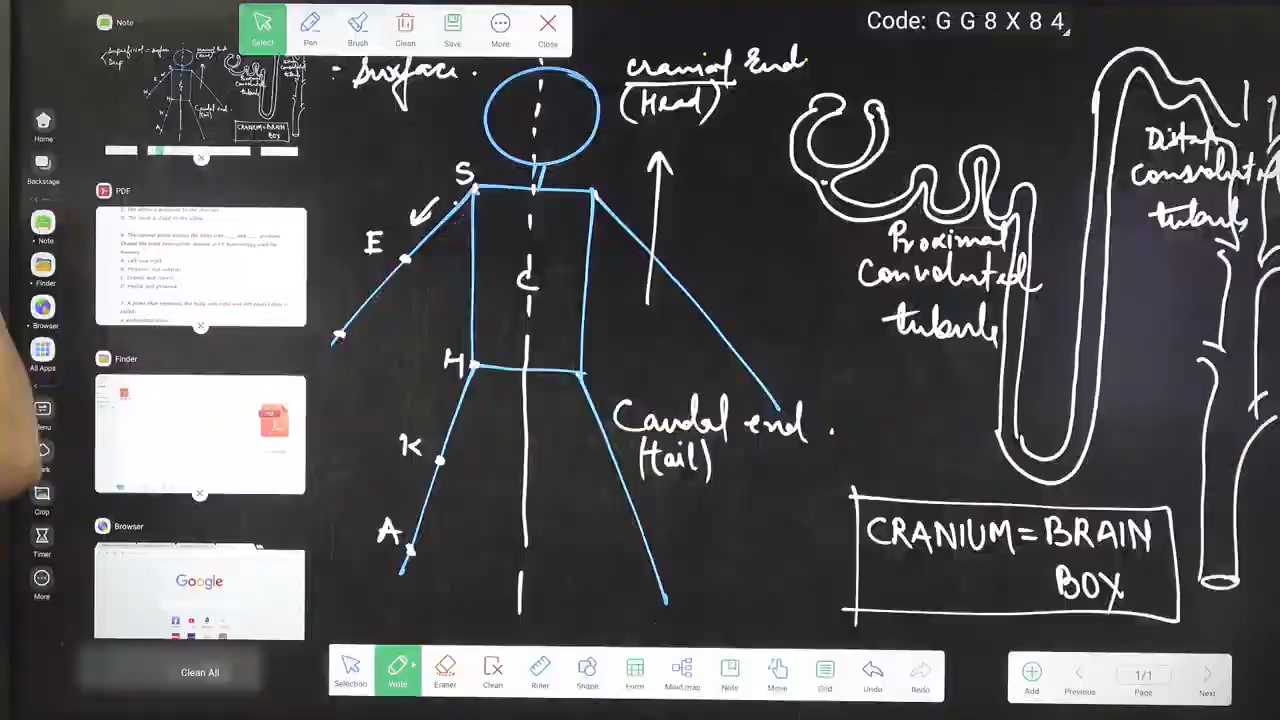 Code: G G 8 X 8 4
Note
Select
Pen
Brush
Clean
Save
More
Close
- Surface.
cranial End
(Head)
S
E
C
H
K
A
Caudal end.
(tail)
Proximal
Convoluted
tubule
Distal
convoluted
tubule
CRANIUM = BRAIN
BOX
Home
Backstage
Note
Finder
Browser
All Apps
Crop
Timer
More
PDF
Finder
Browser
Google
Clean All
Selection
Write
Eraser
Clean
Ruler
Shape
Form
Mind map
Note
Move
Grid
Undo
Redo
Add
Previous
1/1
Page
Next